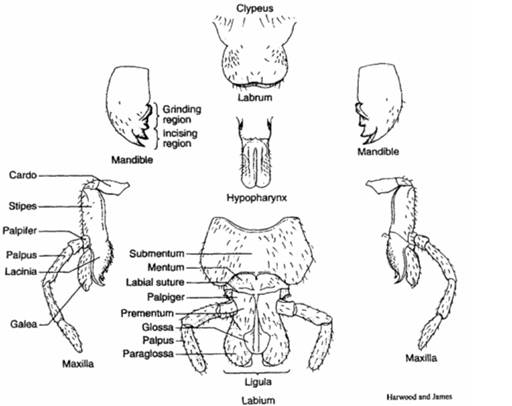 Clypeus
Labrum
Grinding
region
Incising
region
Mandible
Mandible
Hypopharynx
Cardo
Stipes
Palpifer
Palpus
Lacinia
Galea
Maxilla
Submentum
Mentum
Labial suture
Palpiger
Prementum
Glossa
Palpus
Paraglossa
Ligula
Labium
Maxilla
Harwood and James